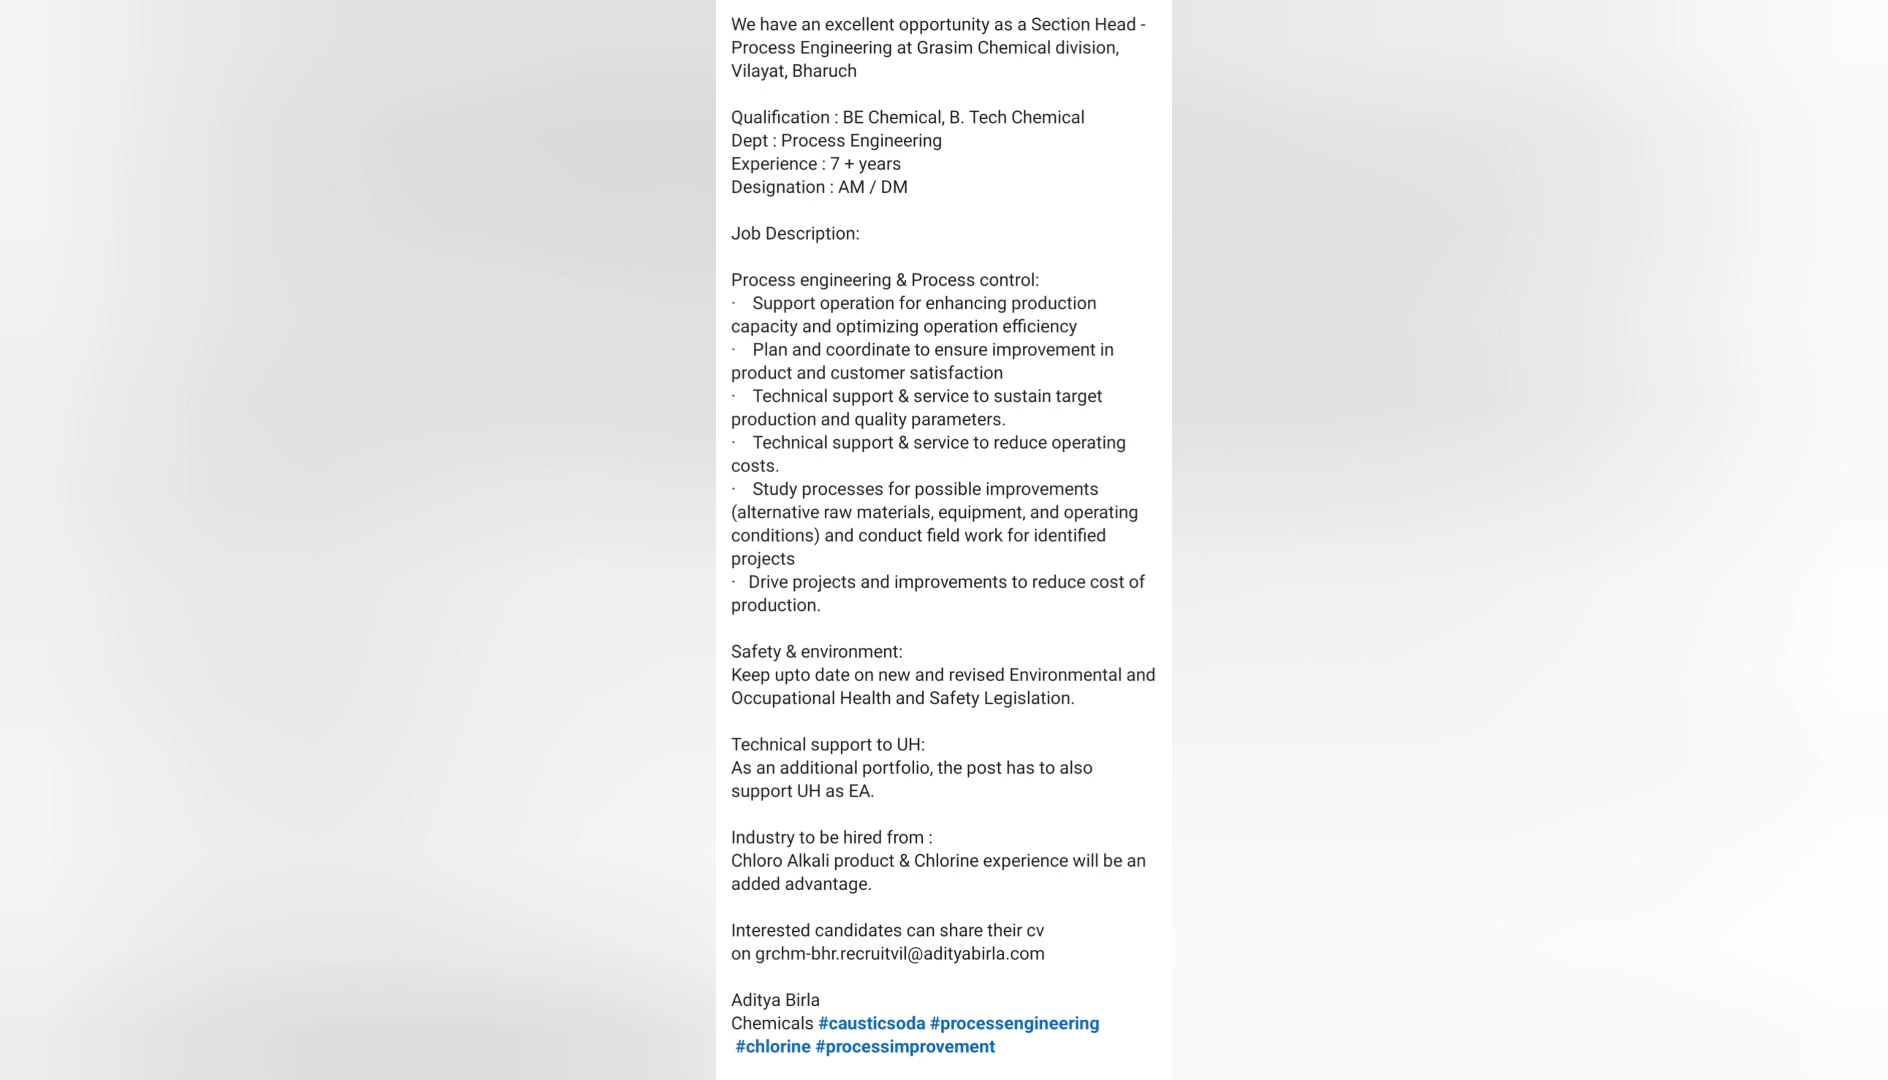 We have an excellent opportunity as a Section Head -
Process Engineering at Grasim Chemical division,
Vilayat, Bharuch
Qualification : BE Chemical, B. Tech Chemical
Dept : Process Engineering
Experience : 7 + years
Designation : AM / DM
Job Description:
Process engineering & Process control:
· Support operation for enhancing production
capacity and optimizing operation efficiency
· Plan and coordinate to ensure improvement in
product and customer satisfaction
· Technical support & service to sustain target
production and quality parameters.
· Technical support & service to reduce operating
costs.
· Study processes for possible improvements
(alternative raw materials, equipment, and operating
conditions) and conduct field work for identified
projects
· Drive projects and improvements to reduce cost of
production.
Safety & environment:
Keep upto date on new and revised Environmental and
Occupational Health and Safety Legislation.
Technical support to UH:
As an additional portfolio, the post has to also
support UH as EA.
Industry to be hired from :
Chloro Alkali product & Chlorine experience will be an
added advantage.
Interested candidates can share their cv
on grchm-bhr.recruitvil@adityabirla.com
Aditya Birla
Chemicals #causticsoda #processengineering
#chlorine #processimprovement